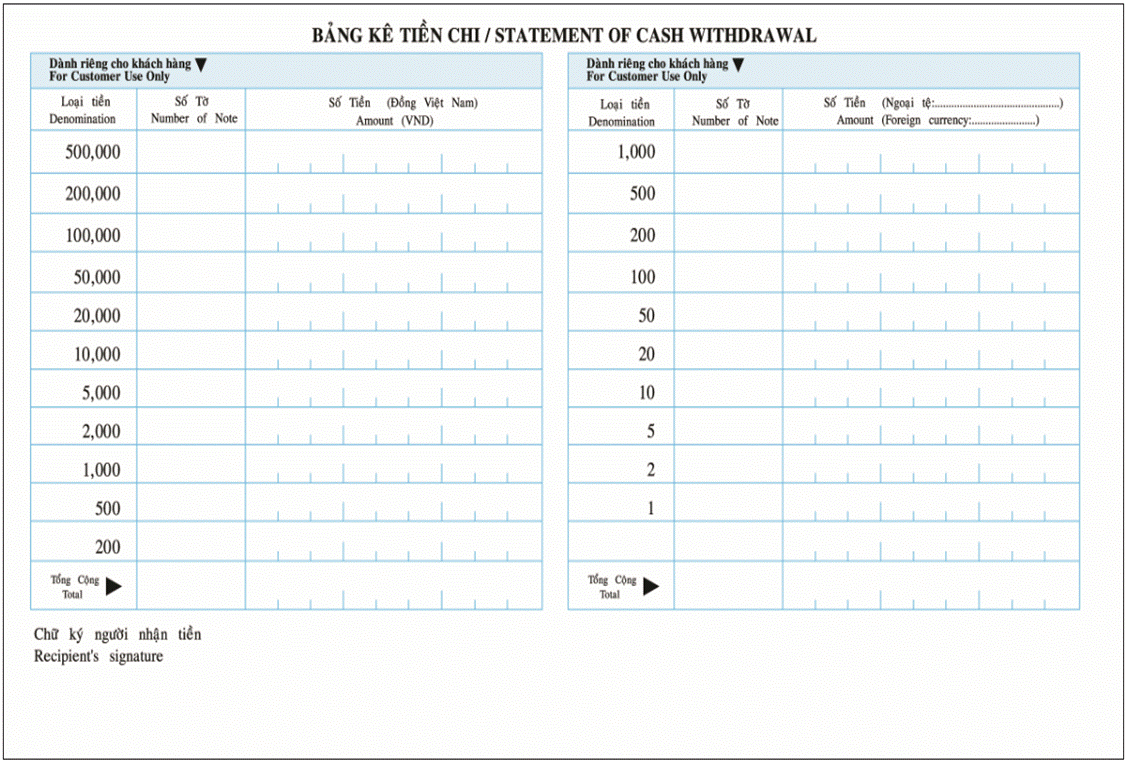 BẢNG KÊ TIỀN CHI / STATEMENT OF CASH WITHDRAWAL
Dành riêng cho khách hàng ▼
For Customer Use Only
Loại tiền
Denomination
Số Tờ
Number of Note
Số Tiền (Đồng Việt Nam)
Amount (VND)
500,000
200,000
100,000
50,000
20,000
10,000
5,000
2,000
1,000
500
200
Tổng Cộng ▶
Total
Dành riêng cho khách hàng ▼
For Customer Use Only
Loại tiền
Denomination
Số Tờ
Number of Note
Số Tiền (Ngoại tệ:.............................................)
Amount (Foreign currency:.......................)
1,000
500
200
100
50
20
10
5
2
1
Tổng Cộng ▶
Total
Chữ ký người nhận tiền
Recipient's signature